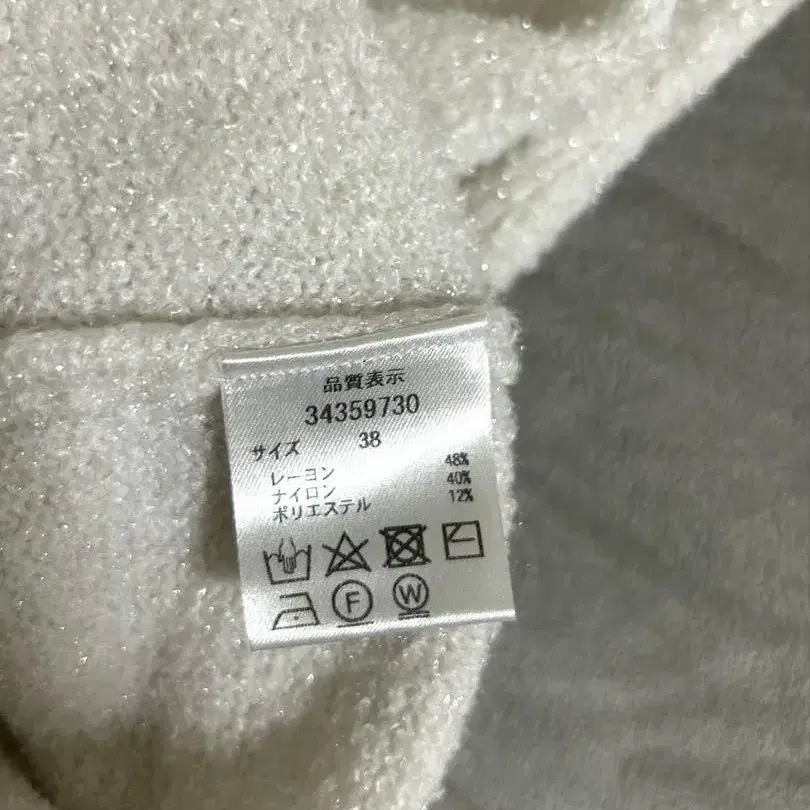 品質表示
34359730
サイズ 38
レーヨン 48%
ナイロン 40%
ポリエステル 12%
F W